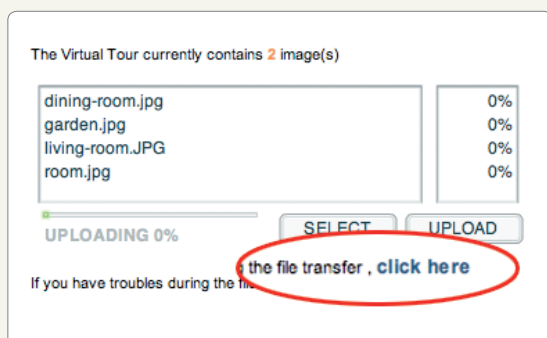 The Virtual Tour currently contains 2 image(s)
dining-room.jpg 0%
garden.jpg 0%
living-room.JPG 0%
room.jpg 0%
UPLOADING 0% SELECT UPLOAD
the file transfer , click here
If you have troubles during the file